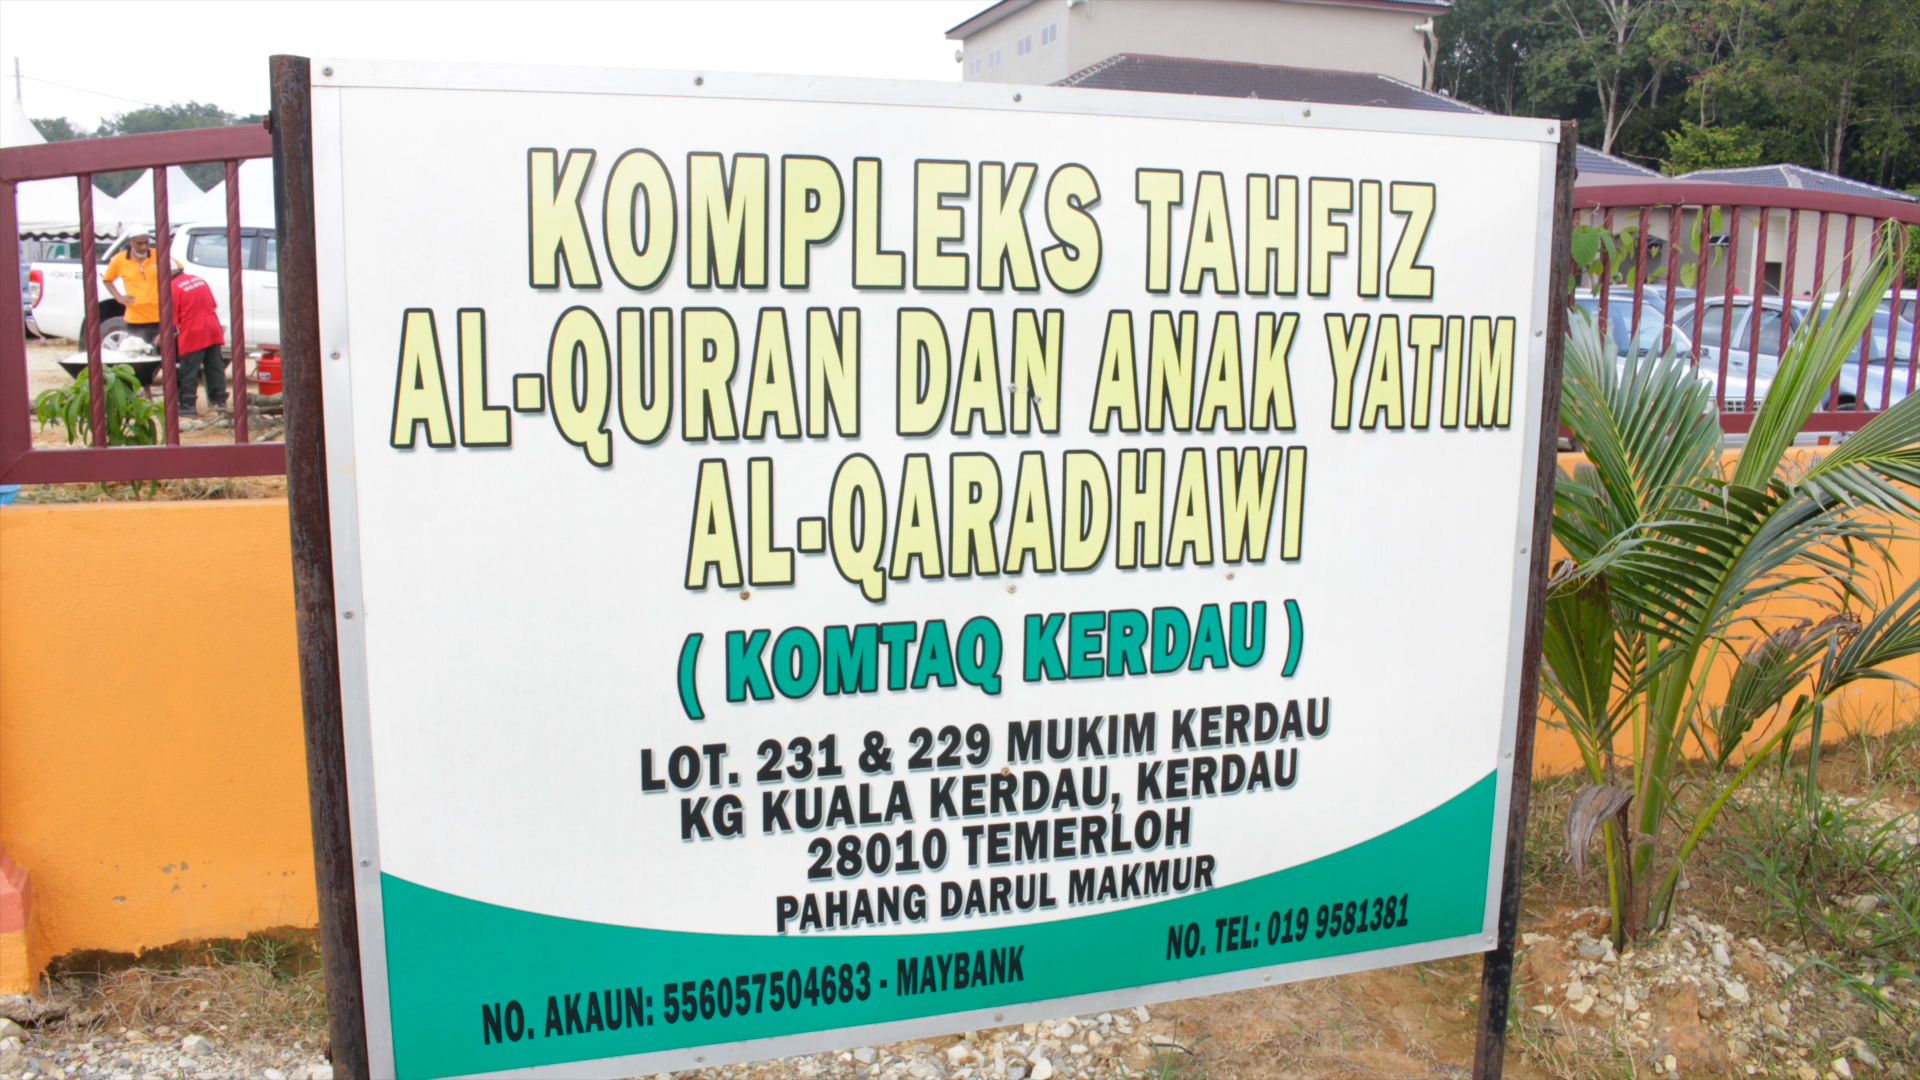 KOMPLEKS TAHFIZ
AL-QURAN DAN ANAK YATIM
AL-QARADHAWI
( KOMTAQ KERDAU )
LOT. 231 & 229 MUKIM KERDAU
KG KUALA KERDAU, KERDAU
28010 TEMERLOH
PAHANG DARUL MAKMUR
NO. AKAUN: 556057504683 - MAYBANK
NO. TEL: 019 9581381